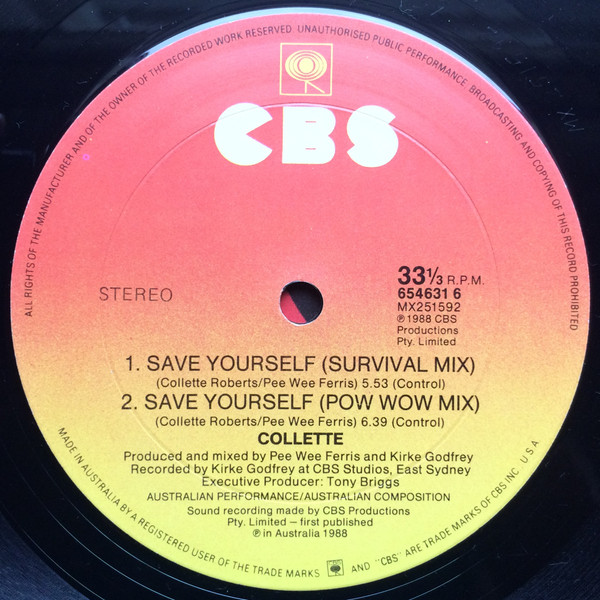 ALL RIGHTS OF THE MANUFACTURER AND OF THE OWNER OF THE RECORDED WORK RESERVED. UNAUTHORISED PUBLIC PERFORMANCE, BROADCASTING AND COPYING OF THIS RECORD PROHIBITED
CBS
STEREO
33⅓ R.P.M.
654631 6
MX251592
℗ 1988 CBS
Productions
Pty. Limited
1. SAVE YOURSELF (SURVIVAL MIX)
(Collette Roberts/Pee Wee Ferris) 5.53 (Control)
2. SAVE YOURSELF (POW WOW MIX)
(Collette Roberts/Pee Wee Ferris) 6.39 (Control)
COLLETTE
Produced and mixed by Pee Wee Ferris and Kirke Godfrey
Recorded by Kirke Godfrey at CBS Studios, East Sydney
Executive Producer: Tony Briggs
AUSTRALIAN PERFORMANCE/AUSTRALIAN COMPOSITION
Sound recording made by CBS Productions
Pty. Limited — first published
℗ in Australia 1988
MADE IN AUSTRALIA BY A REGISTERED USER OF THE TRADE MARKS AND "CBS" ARE TRADE MARKS OF CBS INC. U S A